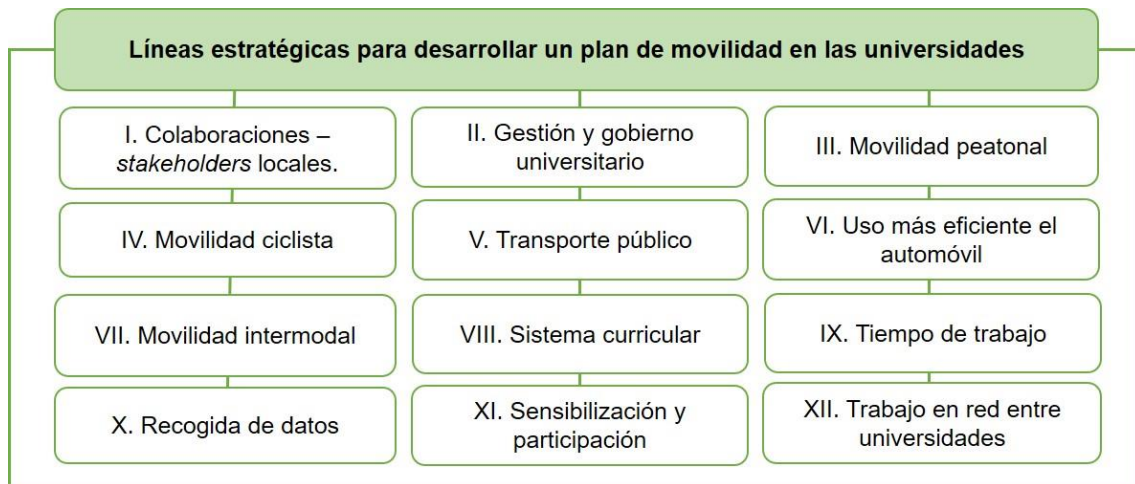 Líneas estratégicas para desarrollar un plan de movilidad en las universidades
I. Colaboraciones –
stakeholders locales.
II. Gestión y gobierno
universitario
III. Movilidad peatonal
IV. Movilidad ciclista
V. Transporte público
VI. Uso más eficiente el
automóvil
VII. Movilidad intermodal
VIII. Sistema curricular
IX. Tiempo de trabajo
X. Recogida de datos
XI. Sensibilización y
participación
XII. Trabajo en red entre
universidades